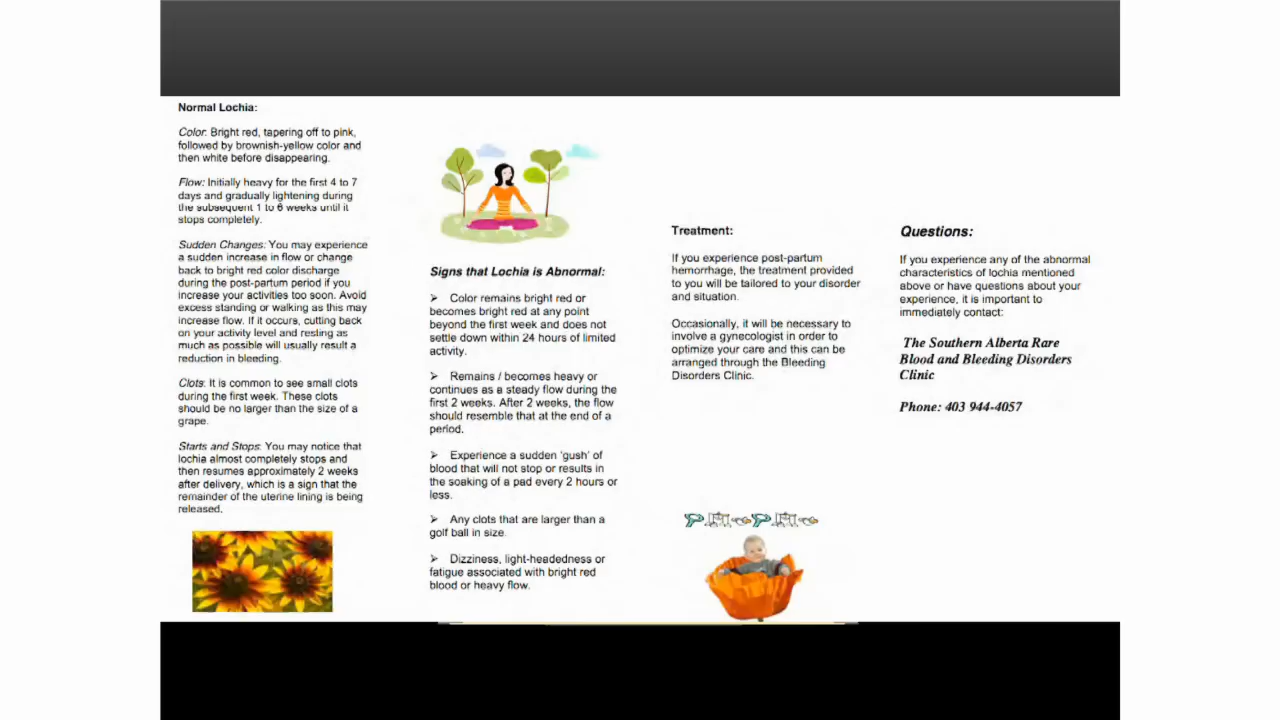 Normal Lochia:
Color: Bright red, tapering off to pink,
followed by brownish-yellow color and
then white before disappearing.
Flow: Initially heavy for the first 4 to 7
days and gradually lightening during
the subsequent 1 to 6 weeks until it
stops completely.
Sudden Changes: You may experience
a sudden increase in flow or change
back to bright red color discharge
during the post-partum period if you
increase your activities too soon. Avoid
excess standing or walking as this may
increase flow. If it occurs, cutting back
on your activity level and resting as
much as possible will usually result a
reduction in bleeding.
Clots: It is common to see small clots
during the first week. These clots
should be no larger than the size of a
grape.
Starts and Stops: You may notice that
lochia almost completely stops and
then resumes approximately 2 weeks
after delivery, which is a sign that the
remainder of the uterine lining is being
released.
Signs that Lochia is Abnormal:
➢ Color remains bright red or
becomes bright red at any point
beyond the first week and does not
settle down within 24 hours of limited
activity.
➢ Remains / becomes heavy or
continues as a steady flow during the
first 2 weeks. After 2 weeks, the flow
should resemble that at the end of a
period.
➢ Experience a sudden ‘gush’ of
blood that will not stop or results in
the soaking of a pad every 2 hours or
less.
➢ Any clots that are larger than a
golf ball in size.
➢ Dizziness, light-headedness or
fatigue associated with bright red
blood or heavy flow.
Treatment:
If you experience post-partum
hemorrhage, the treatment provided
to you will be tailored to your disorder
and situation.
Occasionally, it will be necessary to
involve a gynecologist in order to
optimize your care and this can be
arranged through the Bleeding
Disorders Clinic.
Questions:
If you experience any of the abnormal
characteristics of lochia mentioned
above or have questions about your
experience, it is important to
immediately contact:
The Southern Alberta Rare
Blood and Bleeding Disorders
Clinic
Phone: 403 944-4057